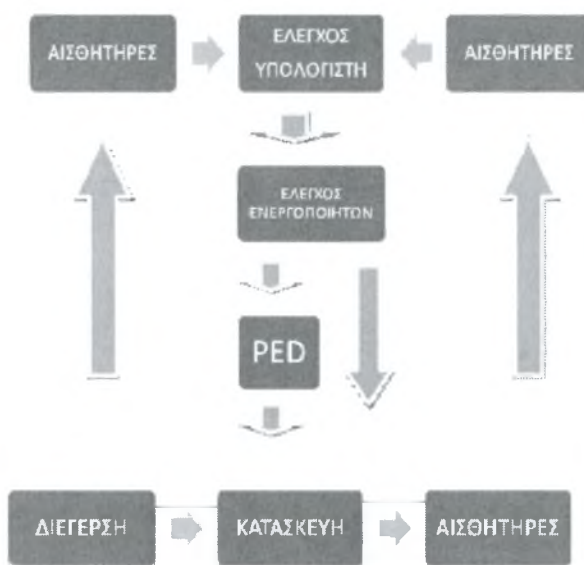 ΑΙΣΘΗΤΗΡΕΣ
ΕΛΕΓΧΟΣ
ΥΠΟΛΟΓΙΣΤΗ
ΑΙΣΘΗΤΗΡΕΣ
ΕΛΕΓΧΟΣ
ΕΝΕΡΓΟΠΟΙΗΤΩΝ
PED
ΔΙΕΓΕΡΣΗ
ΚΑΤΑΣΚΕΥΗ
ΑΙΣΘΗΤΗΡΕΣ